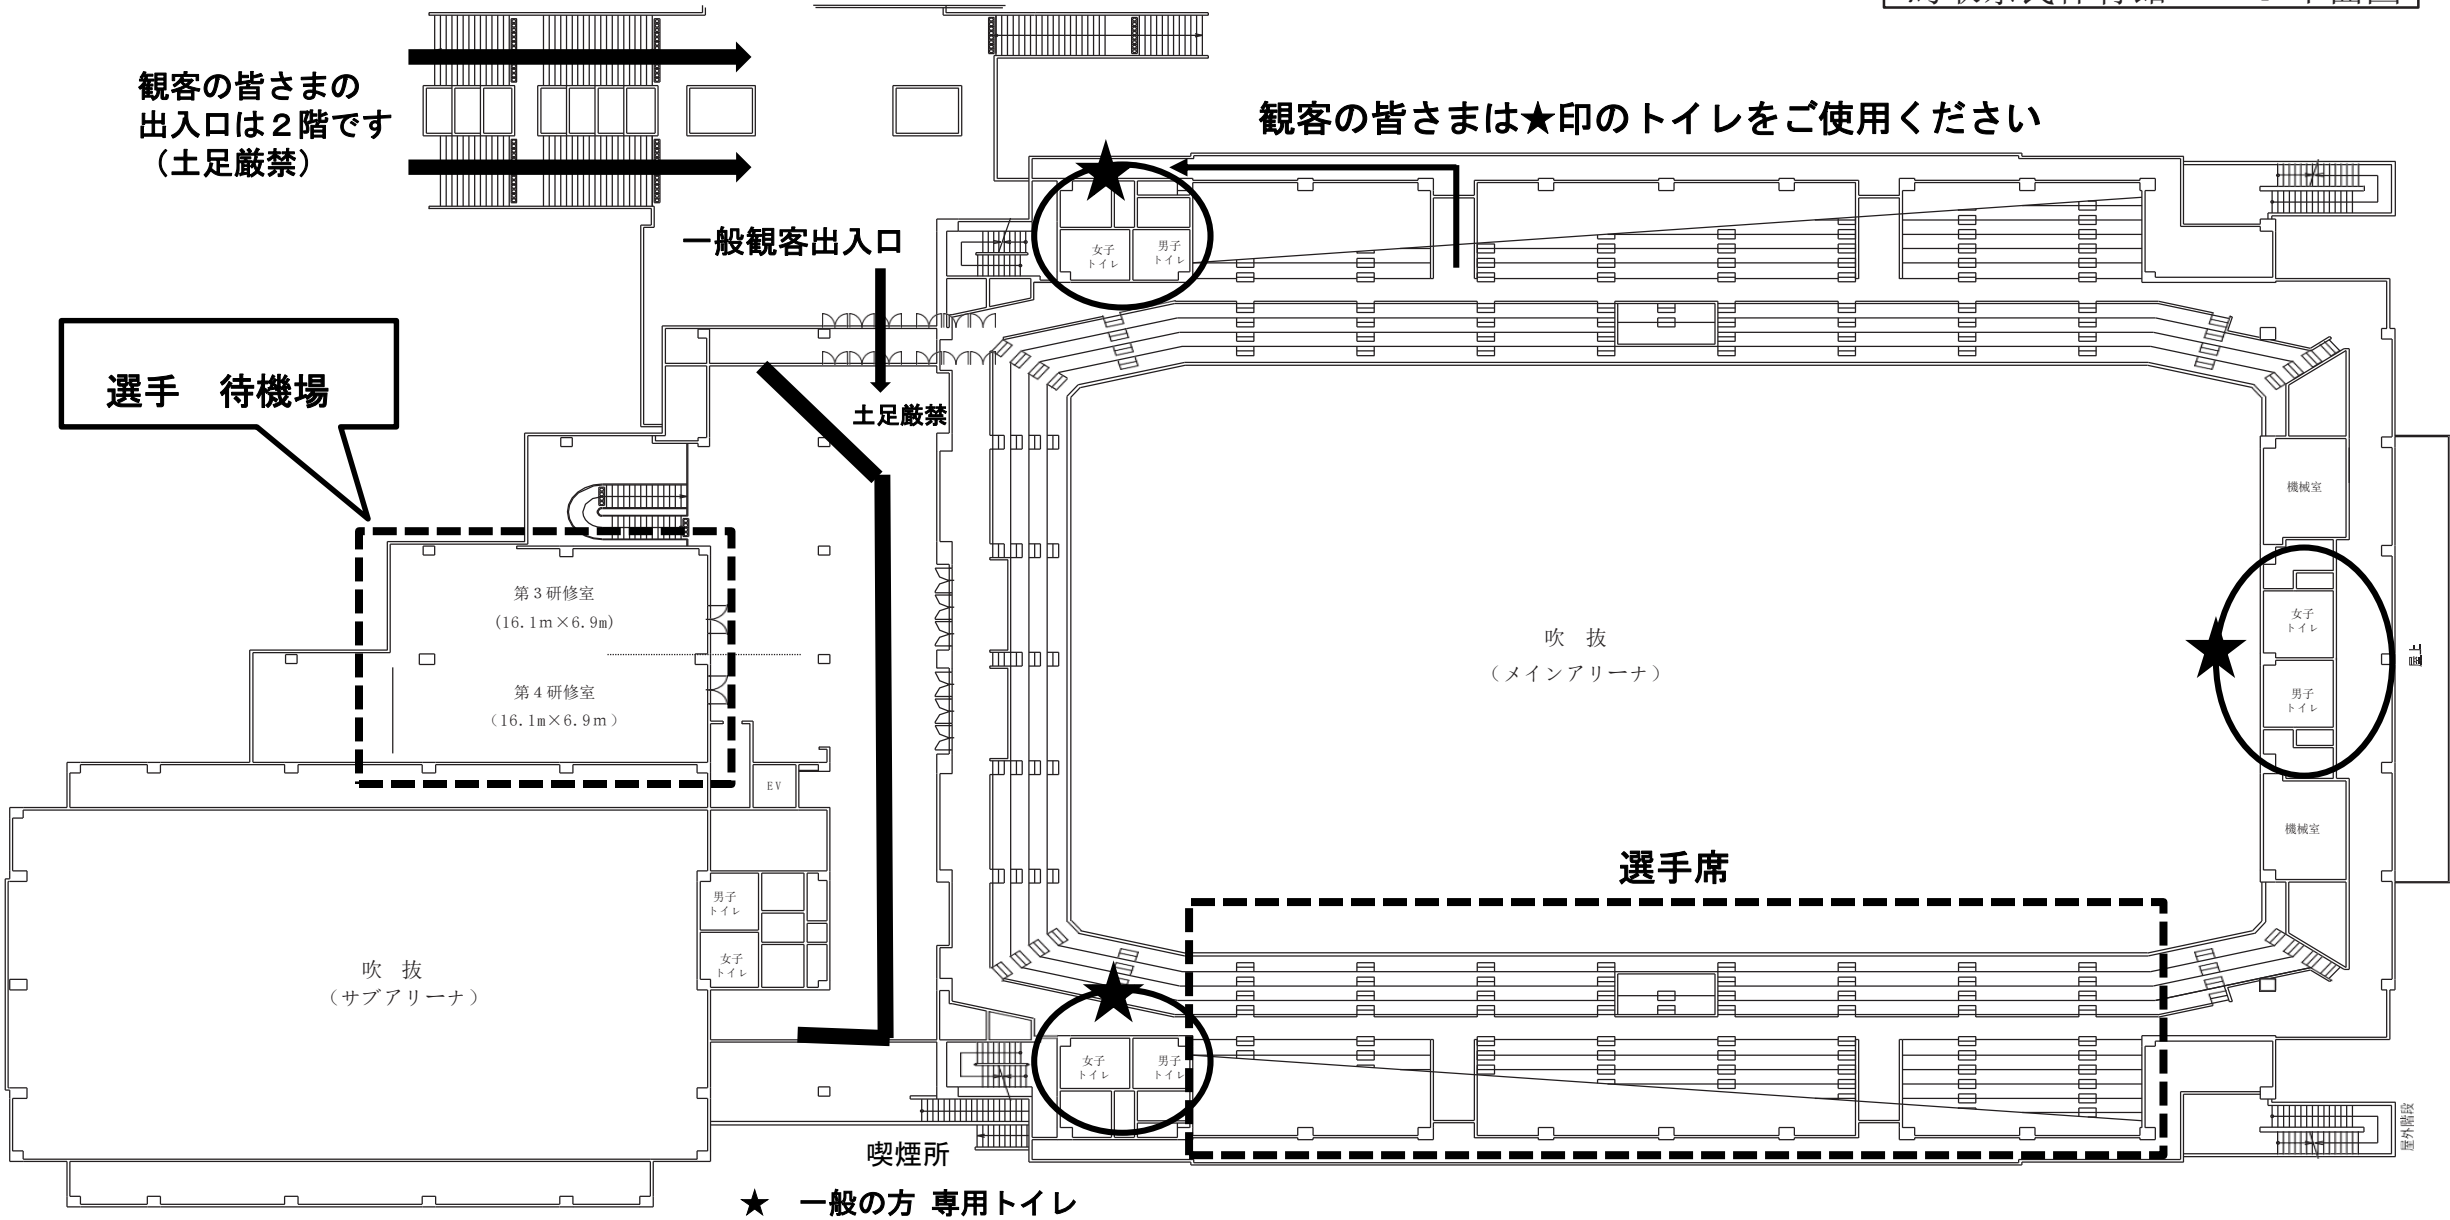 観客の皆さまの
出入口は２階です
（土足厳禁）
観客の皆さまは★印のトイレをご使用ください
一般観客出入口
土足厳禁
選手　待機場
女子
トイレ
男子
トイレ
第３研修室
(16.1m×6.9m)
第４研修室
(16.1m×6.9m)
EV
吹　抜
（メインアリーナ）
機械室
女子
トイレ
男子
トイレ
屋上
機械室
選手席
男子
トイレ
女子
トイレ
吹　抜
（サブアリーナ）
女子
トイレ
男子
トイレ
屋外階段
喫煙所
★　一般の方 専用トイレ